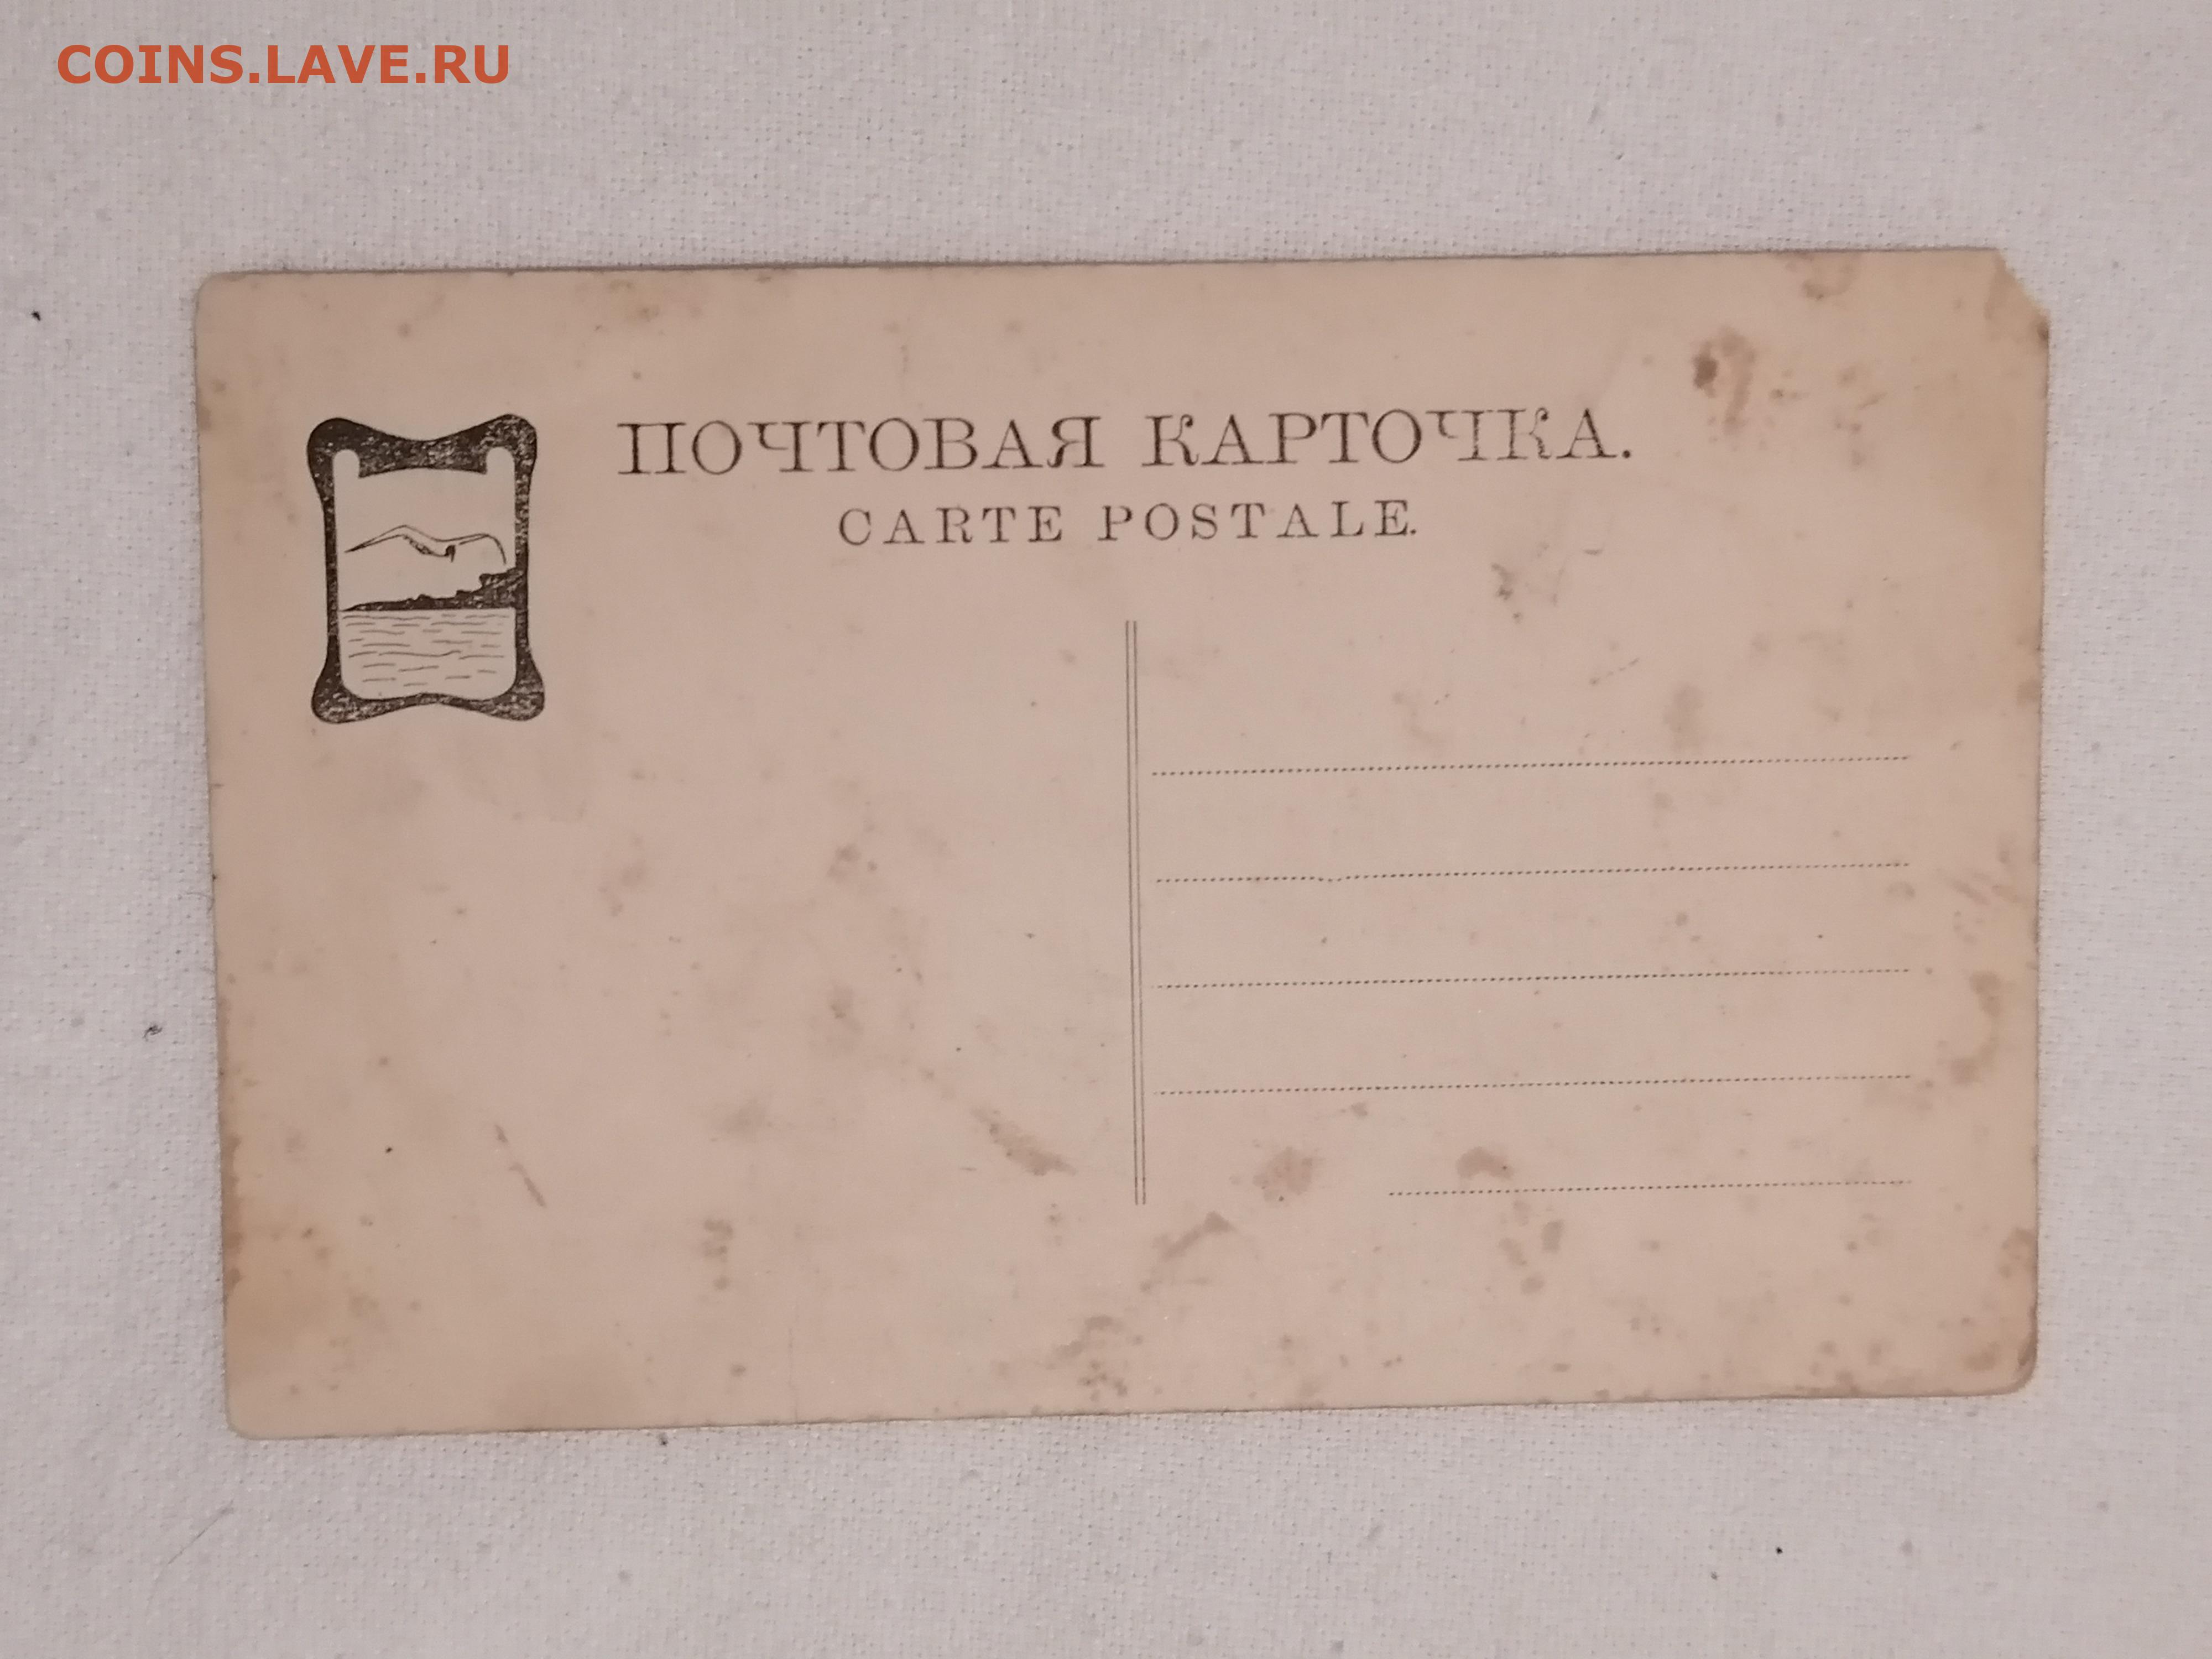 COINS.LAVE.RU
ПОЧТОВАЯ КАРТОЧКА.
CARTE POSTALE.